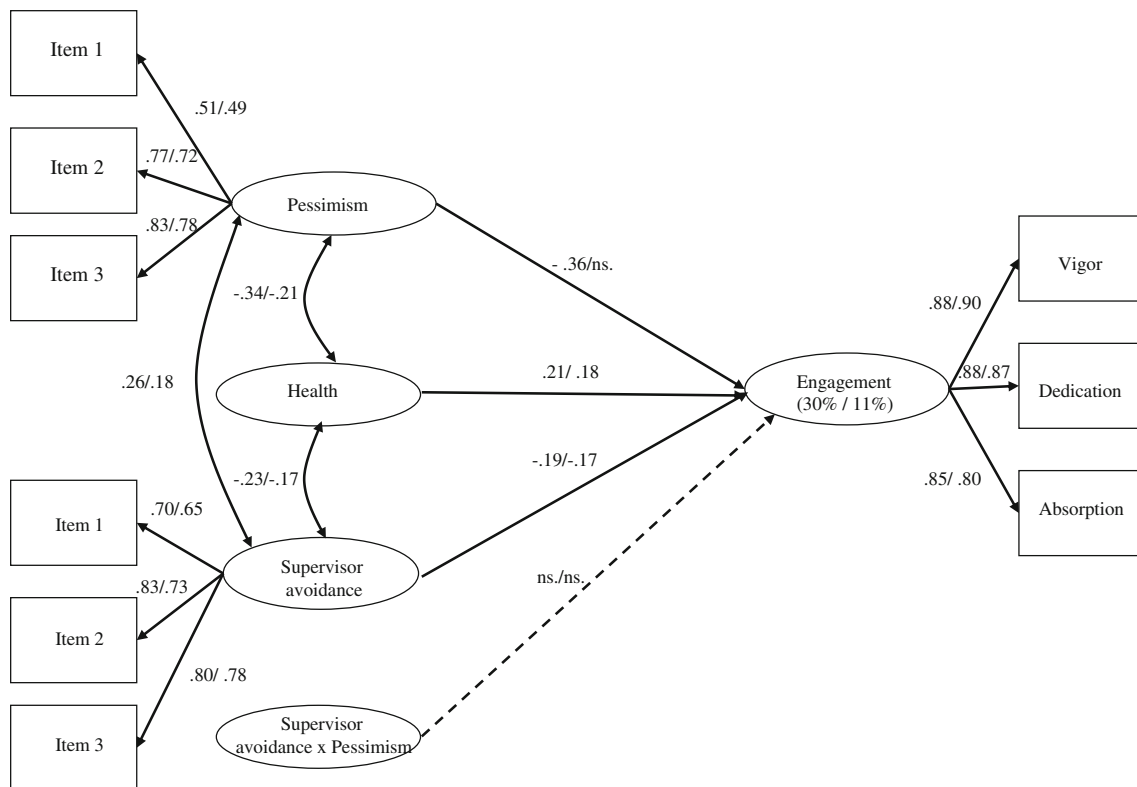 Item 1
.51/.49
Item 2
.77/.72
Pessimism
.83/.78
Item 3
- .36/ns.
Vigor
-.34/-.21
.88/.90
.26/.18
Health
.21/ .18
Engagement
(30% / 11%)
.88/.87
Dedication
-.23/-.17
-.19/-.17
.85/ .80
Absorption
.70/.65
Item 1
Supervisor
avoidance
ns./ns.
.83/.73
Item 2
.80/ .78
Supervisor
avoidance x Pessimism
Item 3